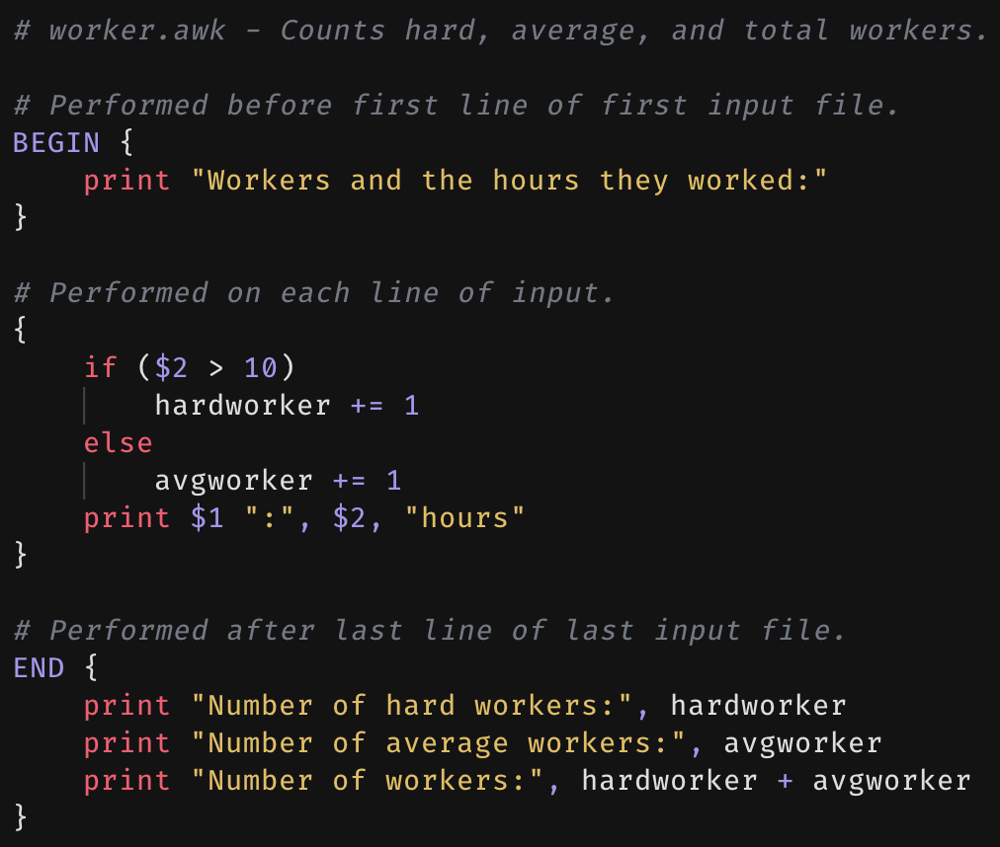 # worker.awk - Counts hard, average, and total workers.
# Performed before first line of first input file.
BEGIN {
    print "Workers and the hours they worked:"
}
# Performed on each line of input.
{
    if ($2 > 10)
        hardworker += 1
    else
        avgworker += 1
    print $1 ":", $2, "hours"
}
# Performed after last line of last input file.
END {
    print "Number of hard workers:", hardworker
    print "Number of average workers:", avgworker
    print "Number of workers:", hardworker + avgworker
}